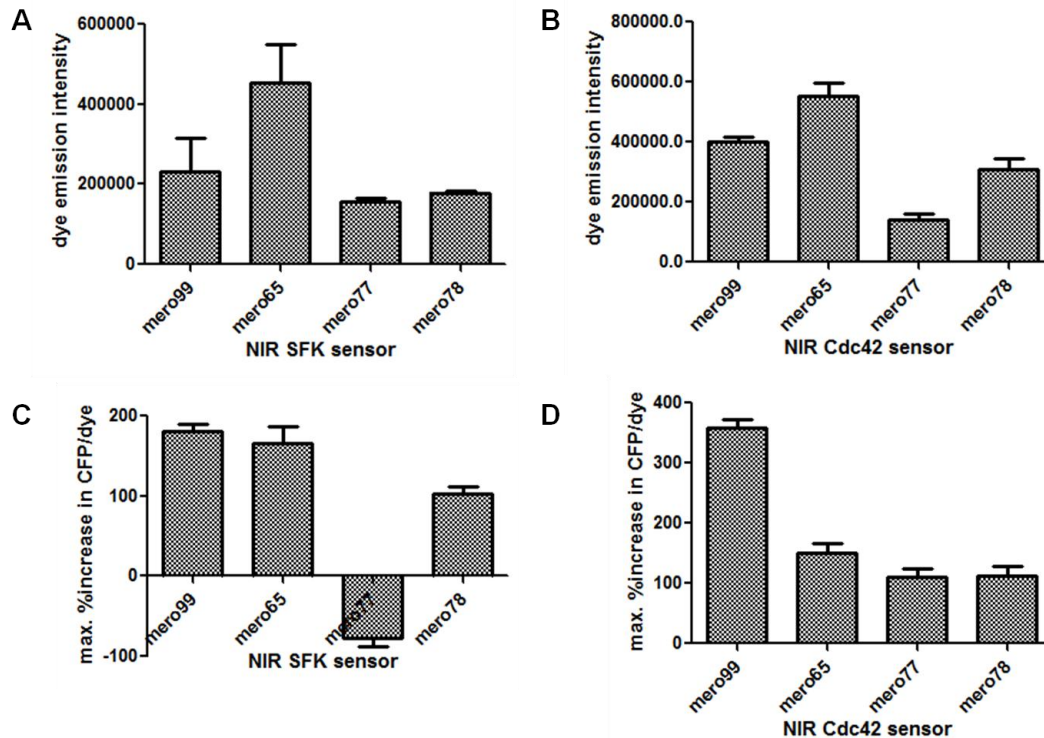 A
dye emission intensity
600000
400000
200000
0
mero99
mero65
mero77
mero78
NIR SFK sensor
B
dye emission intensity
800000.0
600000.0
400000.0
200000.0
0.0
mero99
mero65
mero77
mero78
NIR Cdc42 sensor
C
max. %increase in CFP/dye
200
100
0
-100
mero99
mero65
mero77
mero78
NIR SFK sensor
D
max. %increase in CFP/dye
400
300
200
100
0
mero99
mero65
mero77
mero78
NIR Cdc42 sensor